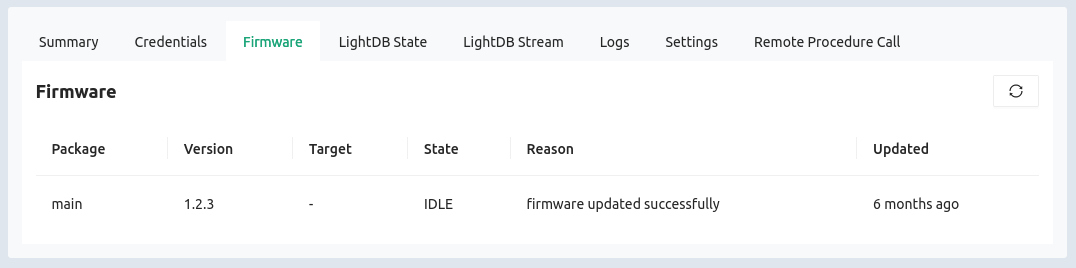 Summary Credentials Firmware LightDB State LightDB Stream Logs Settings Remote Procedure Call
Firmware
Package Version Target State Reason Updated
main 1.2.3 - IDLE firmware updated successfully 6 months ago